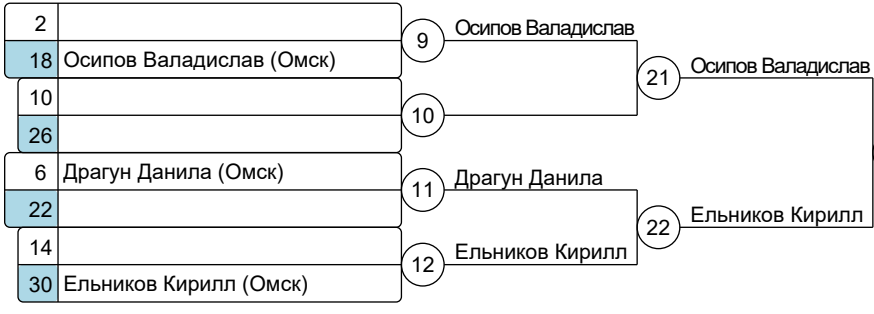 2
9 Осипов Валадислав
18 Осипов Валадислав (Омск)
21 Осипов Валадислав
10
10
26
6 Драгун Данила (Омск)
11 Драгун Данила
22
22 Ельников Кирилл
14
12 Ельников Кирилл
30 Ельников Кирилл (Омск)